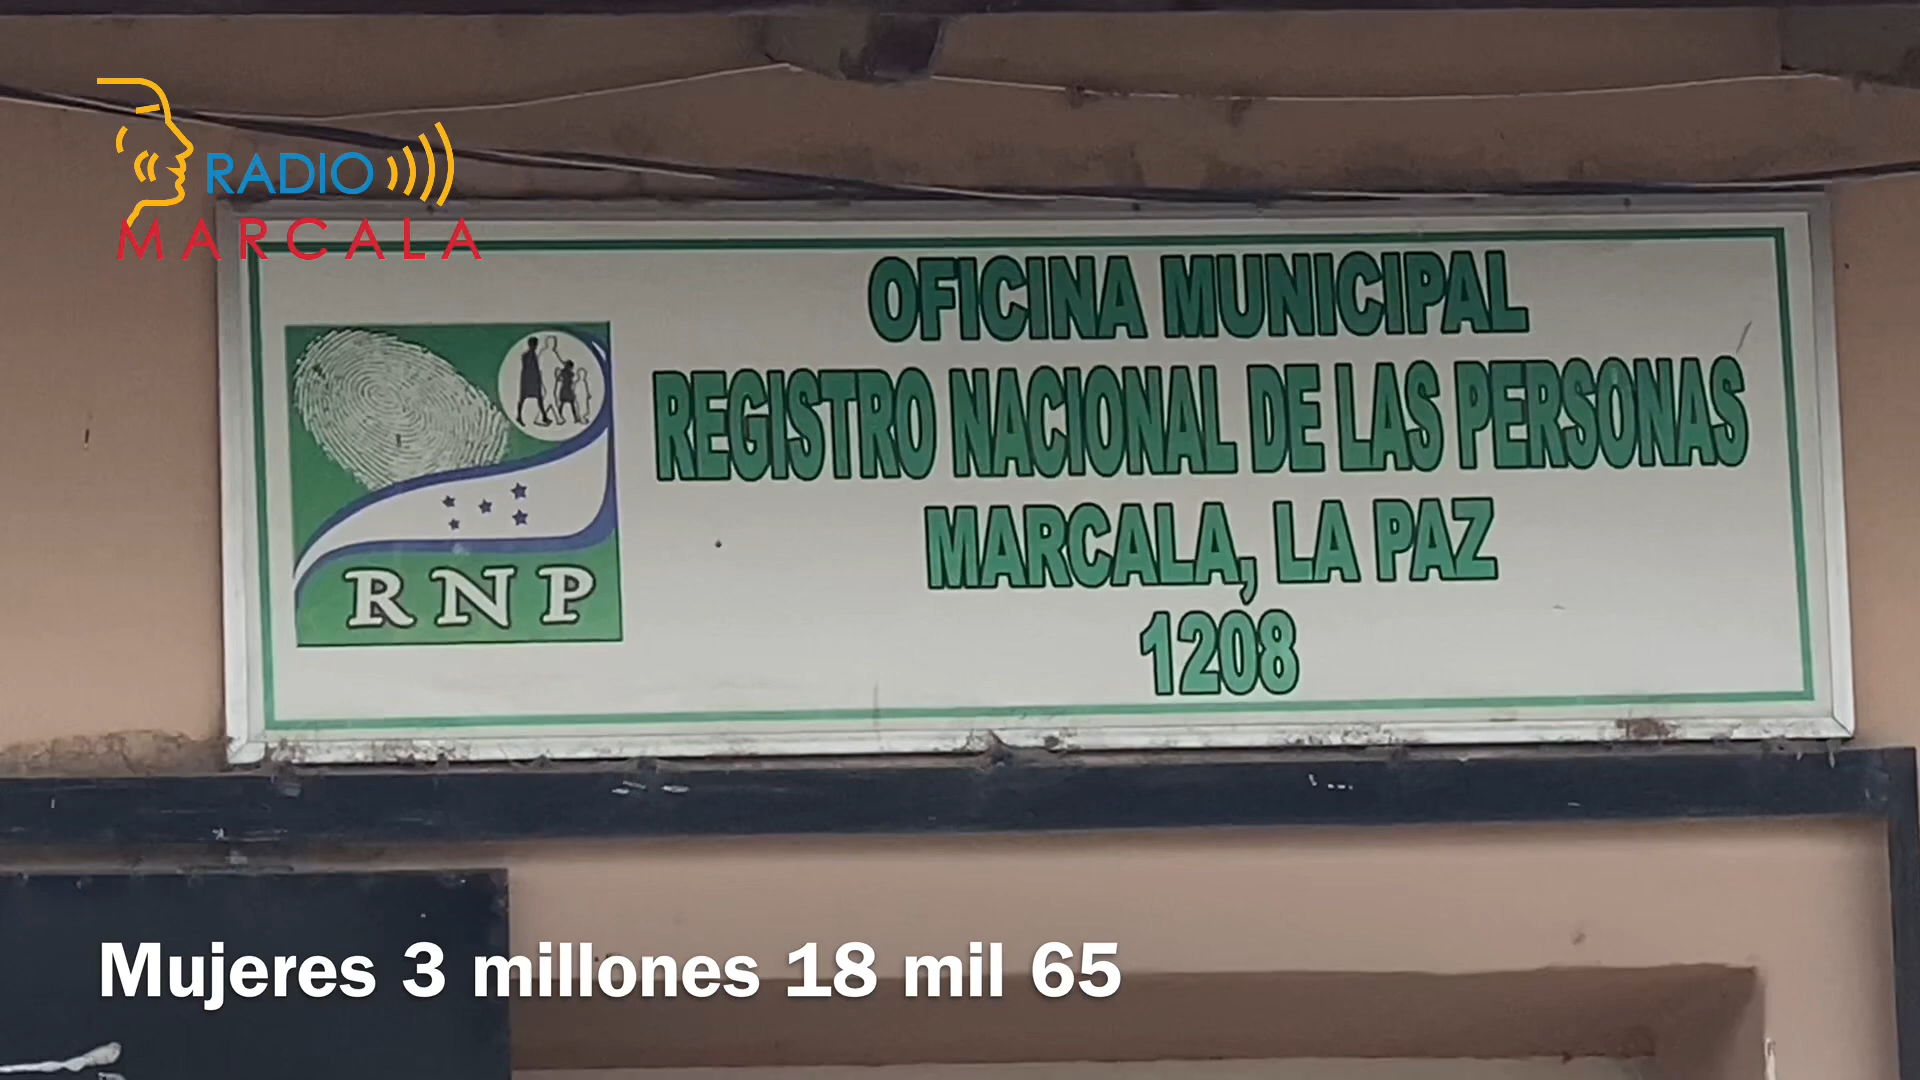 RADIO
MARCALA
OFICINA MUNICIPAL
REGISTRO NACIONAL DE LAS PERSONAS
MARCALA, LA PAZ
1208
RNP
Mujeres 3 millones 18 mil 65